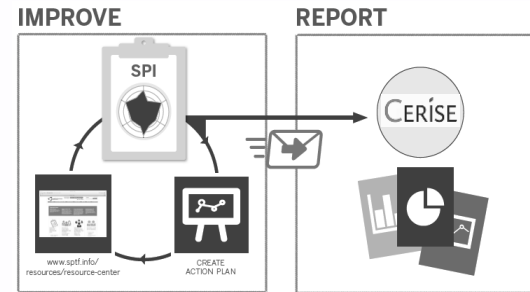 IMPROVE
REPORT
SPI
CERISE
www.sptf.info/
resources/resource-center
CREATE
ACTION PLAN